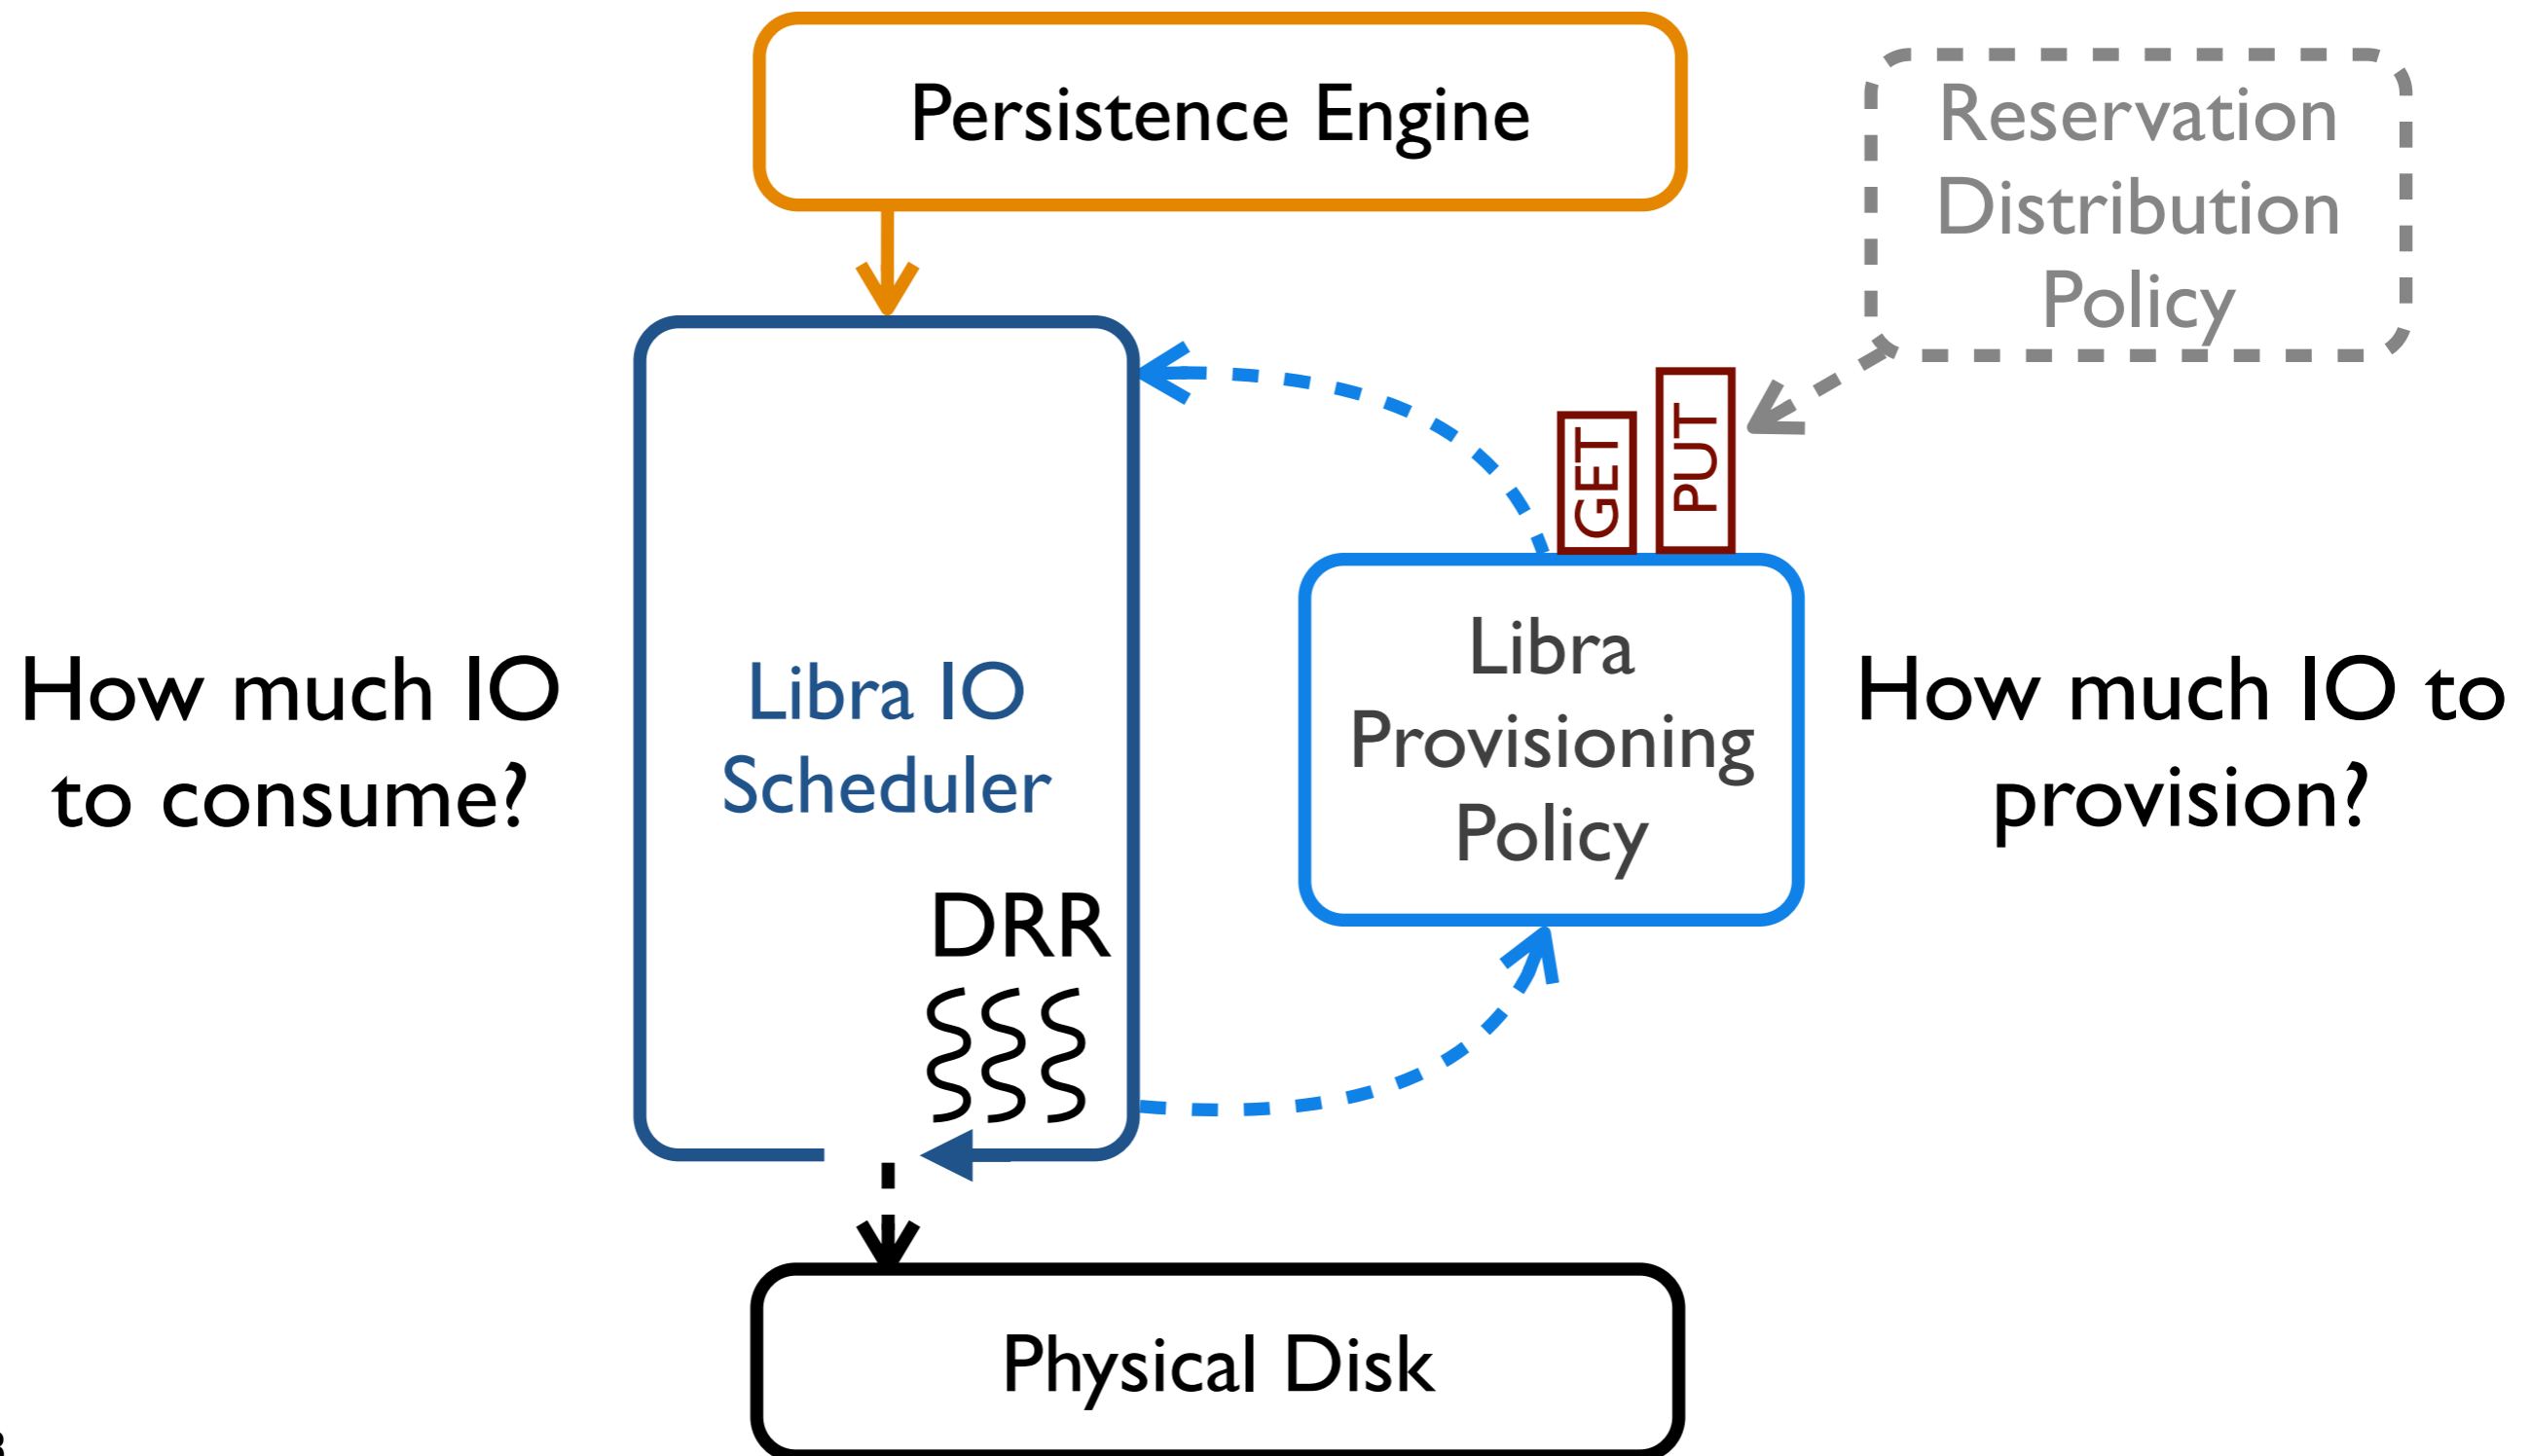 Persistence Engine
Reservation
Distribution
Policy
GET
PUT
How much IO
to consume?
Libra IO
Scheduler
DRR
Libra
Provisioning
Policy
How much IO to
provision?
Physical Disk